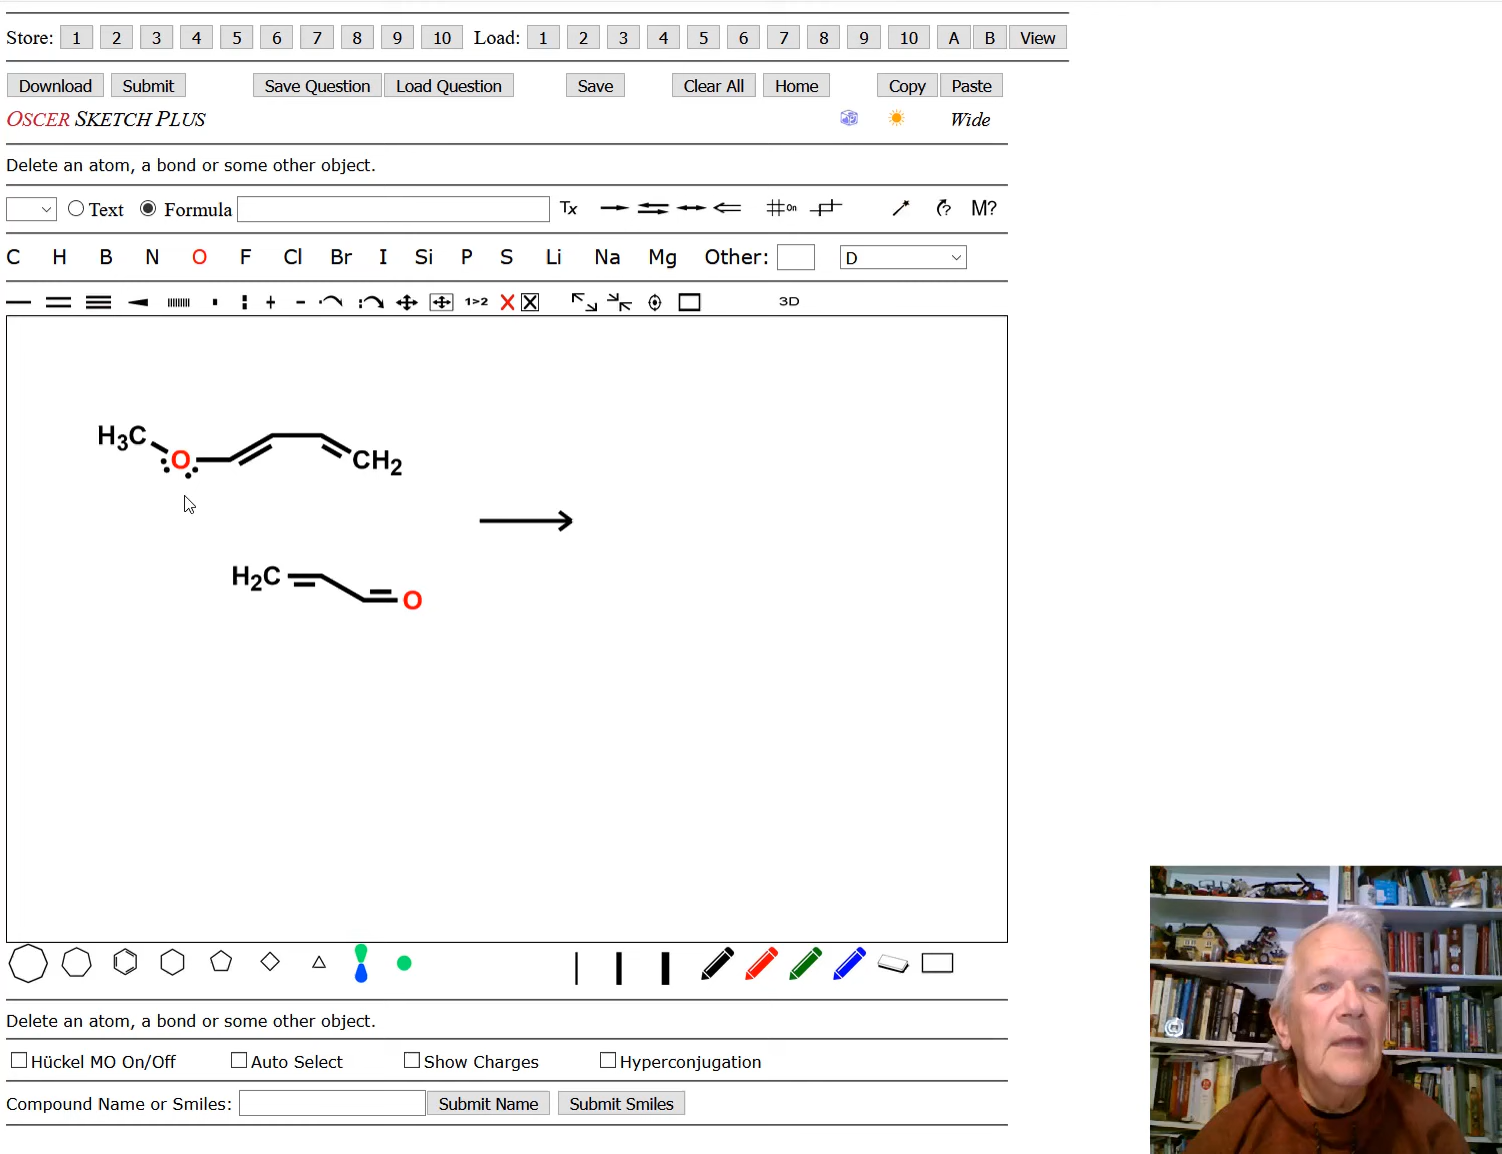 Store: 1 2 3 4 5 6 7 8 9 10 Load: 1 2 3 4 5 6 7 8 9 10 A B View
Download Submit Save Question Load Question Save Clear All Home Copy Paste
OSCER SKETCH PLUS Wide
Delete an atom, a bond or some other object.
Text Formula Tx On M?
C H B N O F Cl Br I Si P S Li Na Mg Other: D
1>2 3D
H3C
O CH2
H2C
O
Delete an atom, a bond or some other object.
Hückel MO On/Off Auto Select Show Charges Hyperconjugation
Compound Name or Smiles: Submit Name Submit Smiles